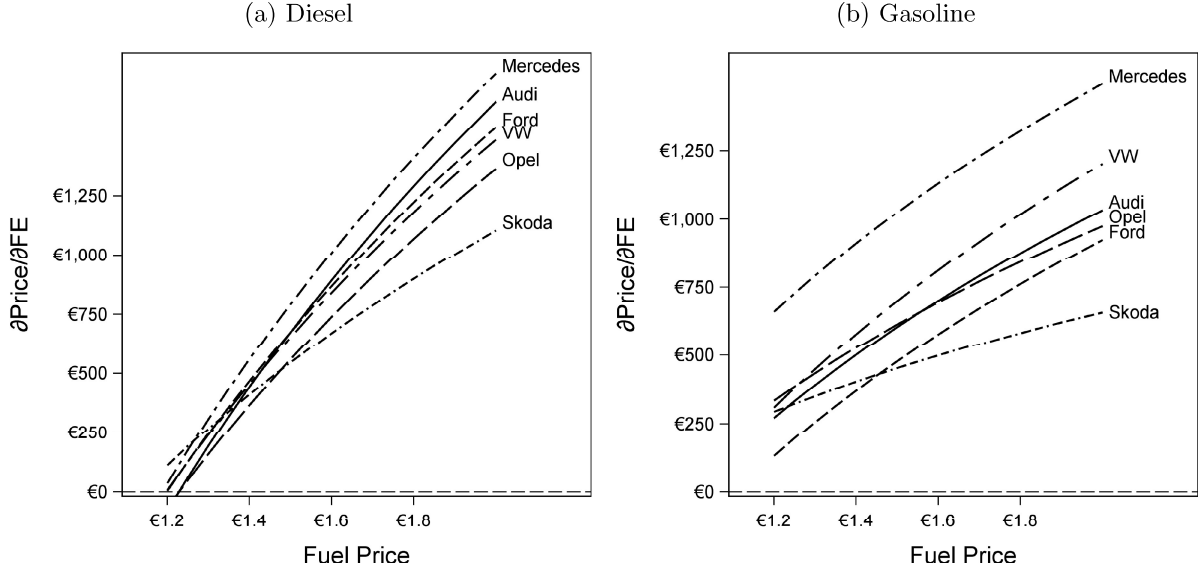 (a) Diesel
Mercedes
Audi
Ford
VW
Opel
Skoda
€1,250
€1,000
€750
€500
€250
€0
∂Price/∂FE
€1.2
€1.4
€1.6
€1.8
Fuel Price
(b) Gasoline
Mercedes
VW
Audi
Opel
Ford
Skoda
€1,250
€1,000
€750
€500
€250
€0
∂Price/∂FE
€1.2
€1.4
€1.6
€1.8
Fuel Price